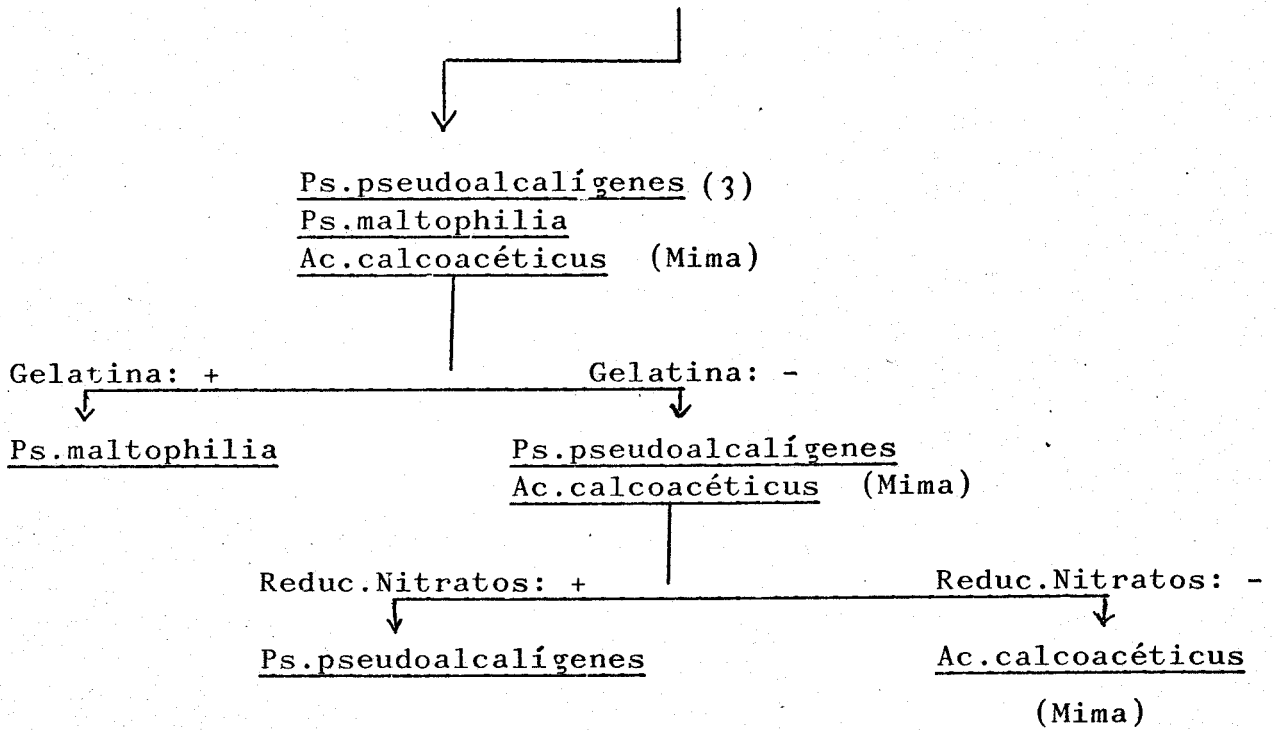 Ps.pseudoalcalígenes (3)
Ps.maltophilia
Ac.calcoacéticus (Mima)
Gelatina: + Gelatina: -
Ps.maltophilia Ps.pseudoalcalígenes
Ac.calcoacéticus (Mima)
Reduc.Nitratos: + Reduc.Nitratos: -
Ps.pseudoalcalígenes Ac.calcoacéticus
(Mima)